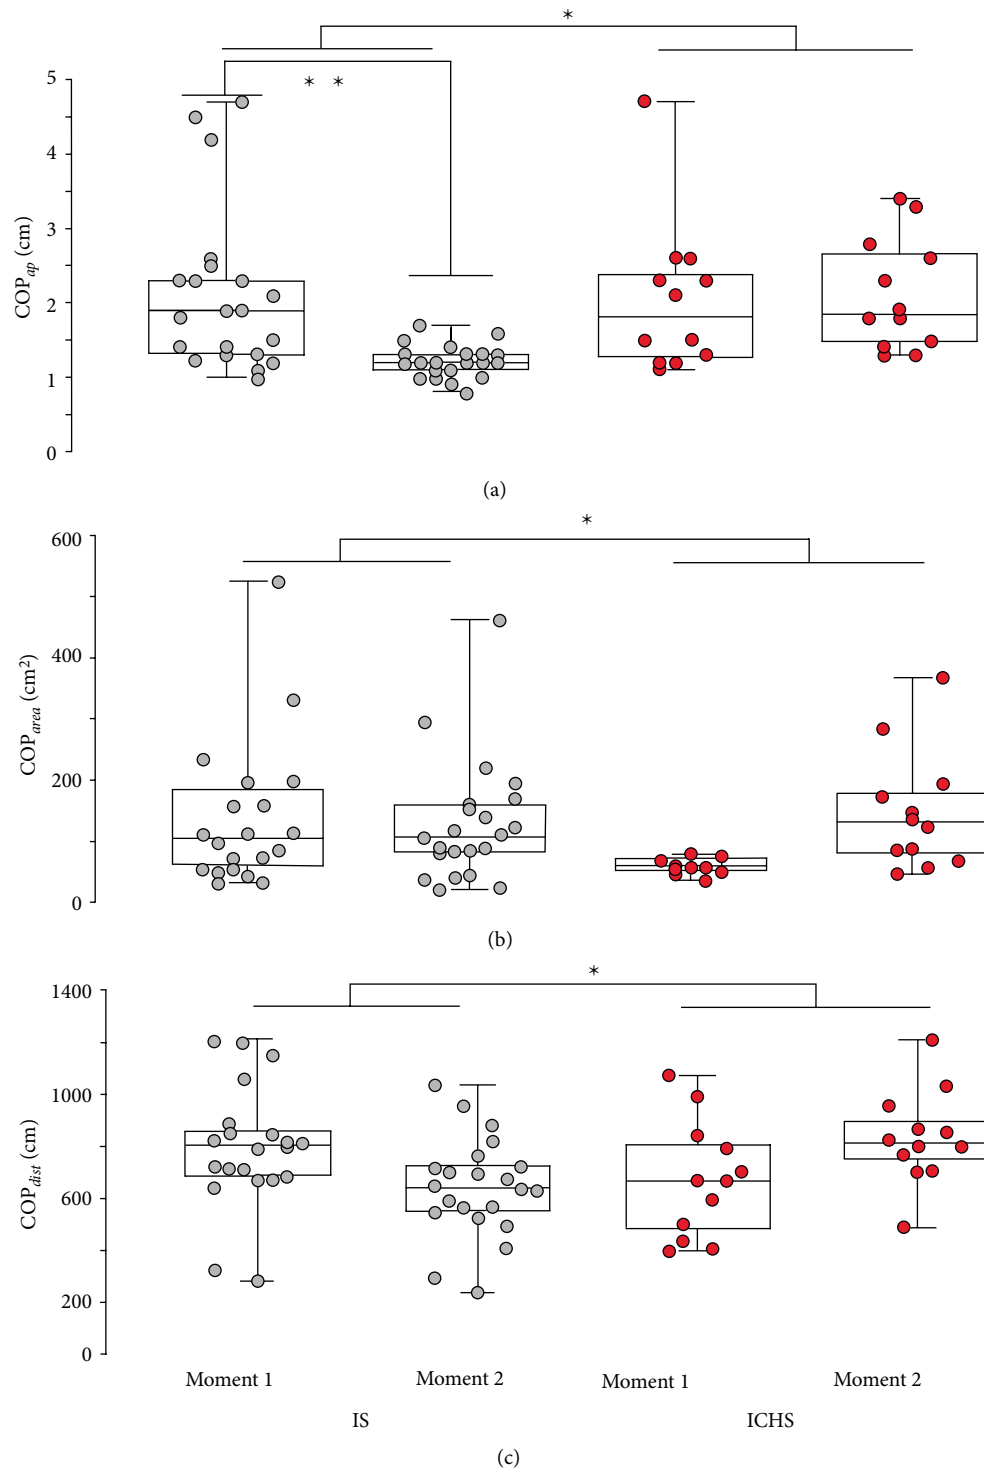 *
* *
5
4
3
2
1
0
COPap (cm)
(a)
*
600
400
200
0
COParea (cm²)
(b)
*
1400
1000
600
200
0
COPdist (cm)
Moment 1 Moment 2 Moment 1 Moment 2
IS ICHS
(c)